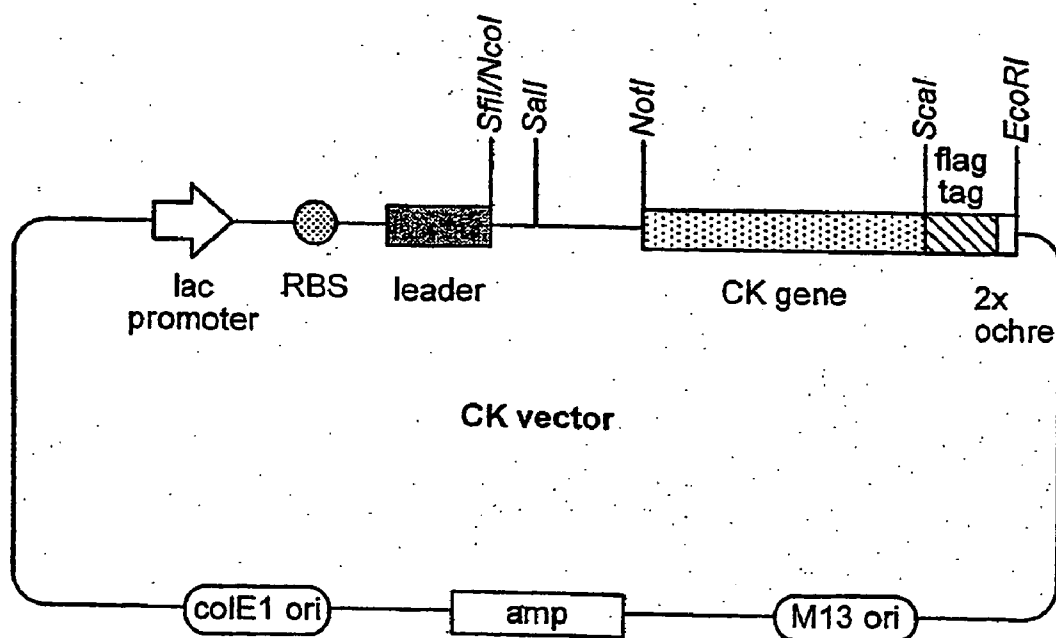 SfiI/NcoI
SalI
NotI
ScaI
EcoRI
flag
tag
lac
promoter
RBS
leader
CK gene
2x
ochre
CK vector
colE1 ori
amp
M13 ori